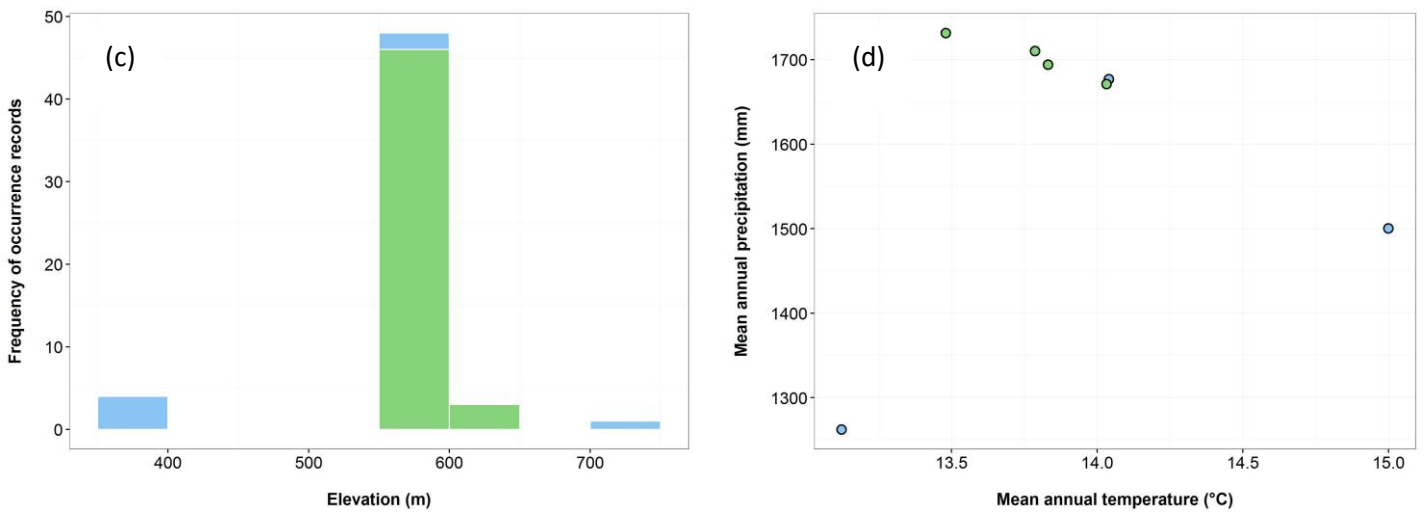 (c)
Frequency of occurrence records
50
40
30
20
10
0
400 500 600 700
Elevation (m)
(d)
Mean annual precipitation (mm)
1700
1600
1500
1400
1300
13.5 14.0 14.5 15.0
Mean annual temperature (°C)